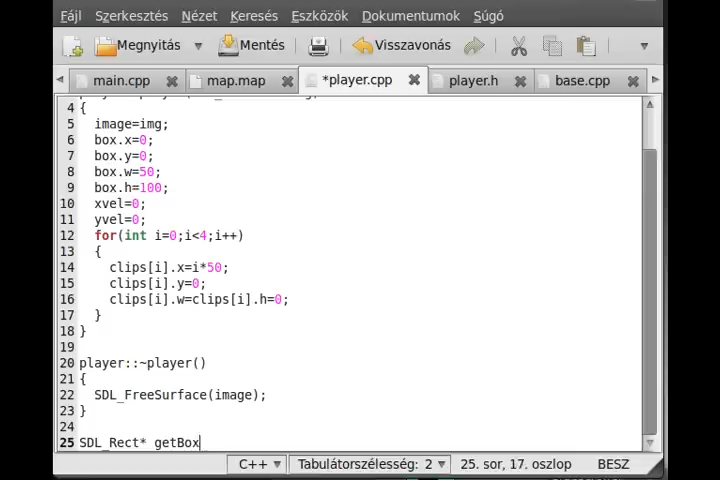 Fájl Szerkesztés Nézet Keresés Eszközök Dokumentumok Súgó
Megnyitás Mentés Visszavonás
main.cpp map.map *player.cpp player.h base.cpp
4 {
5 image=img;
6 box.x=0;
7 box.y=0;
8 box.w=50;
9 box.h=100;
10 xvel=0;
11 yvel=0;
12 for(int i=0;i<4;i++)
13 {
14 clips[i].x=i*50;
15 clips[i].y=0;
16 clips[i].w=clips[i].h=0;
17 }
18 }
19
20 player::~player()
21 {
22 SDL_FreeSurface(image);
23 }
24
25 SDL_Rect* getBox
C++ Tabulátorszélesség: 2 25. sor, 17. oszlop BESZ